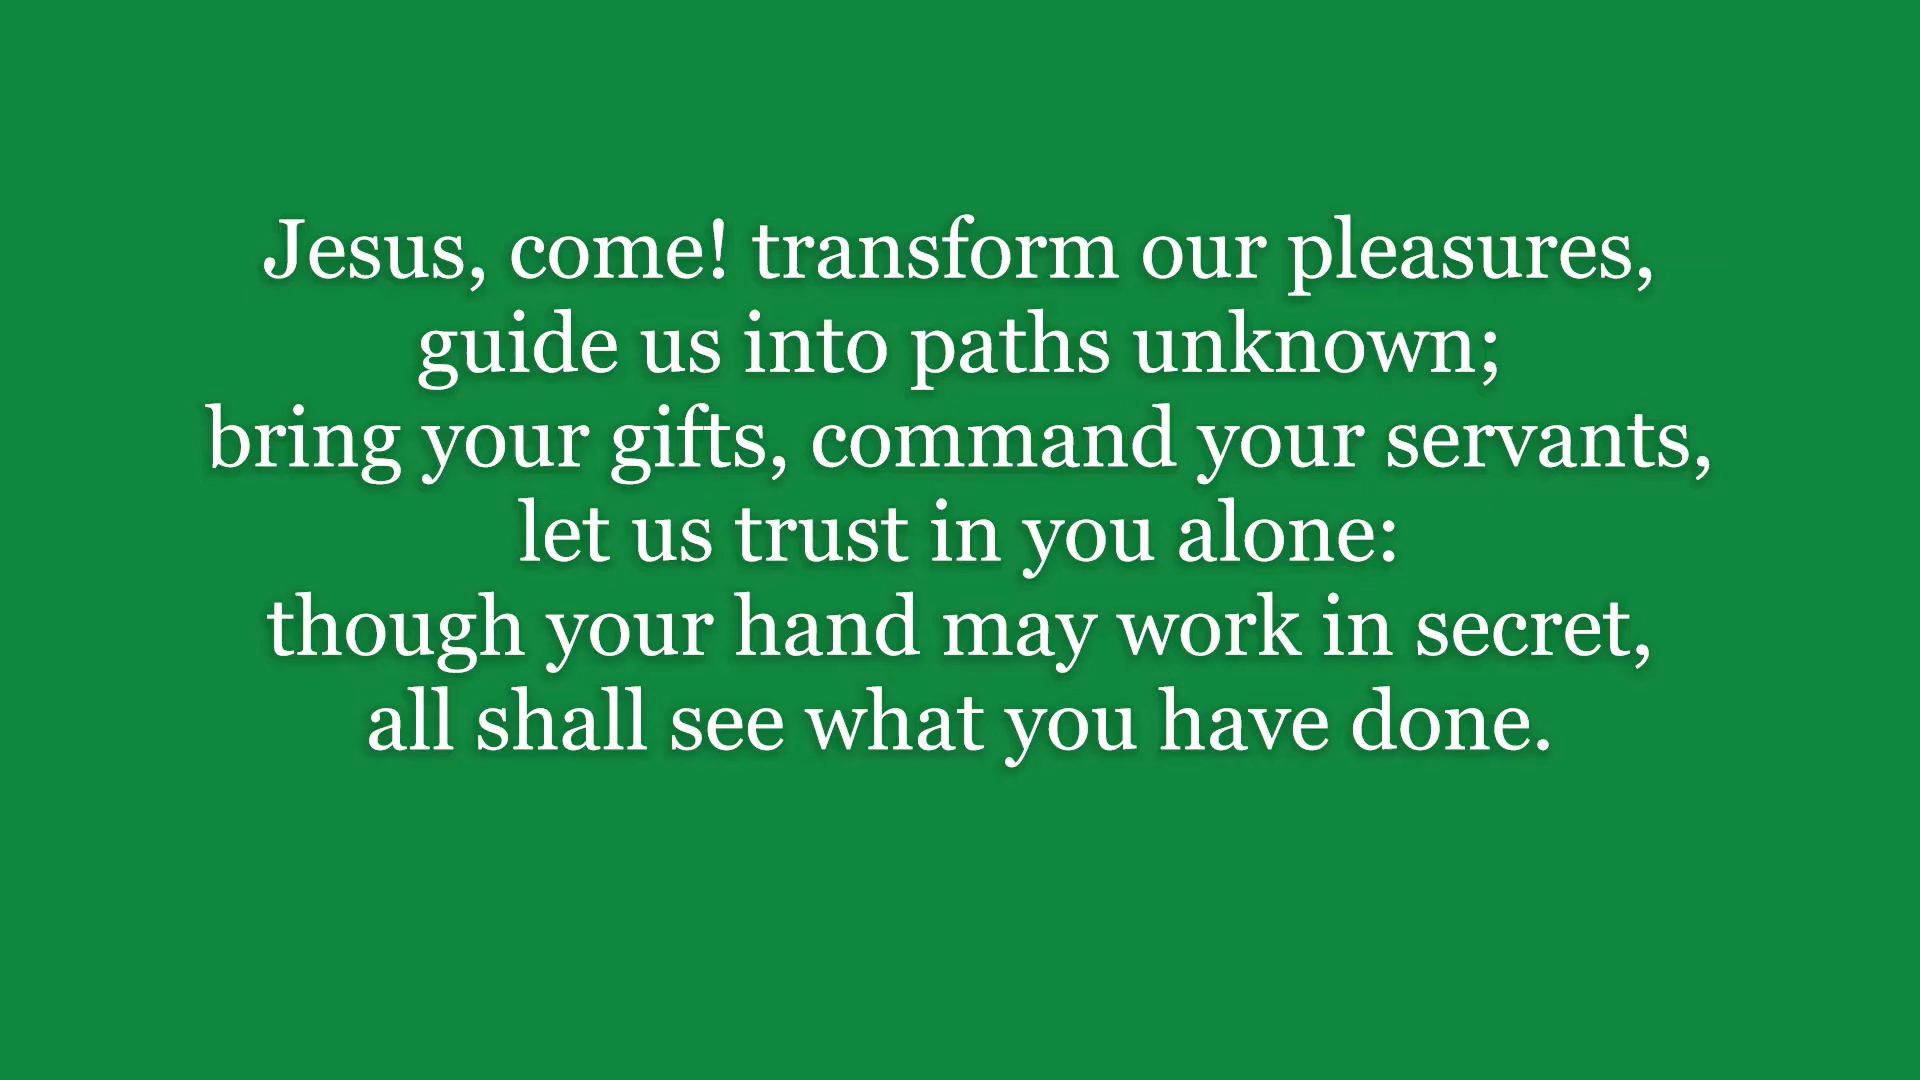 Jesus, come! transform our pleasures,
guide us into paths unknown;
bring your gifts, command your servants,
let us trust in you alone:
though your hand may work in secret,
all shall see what you have done.